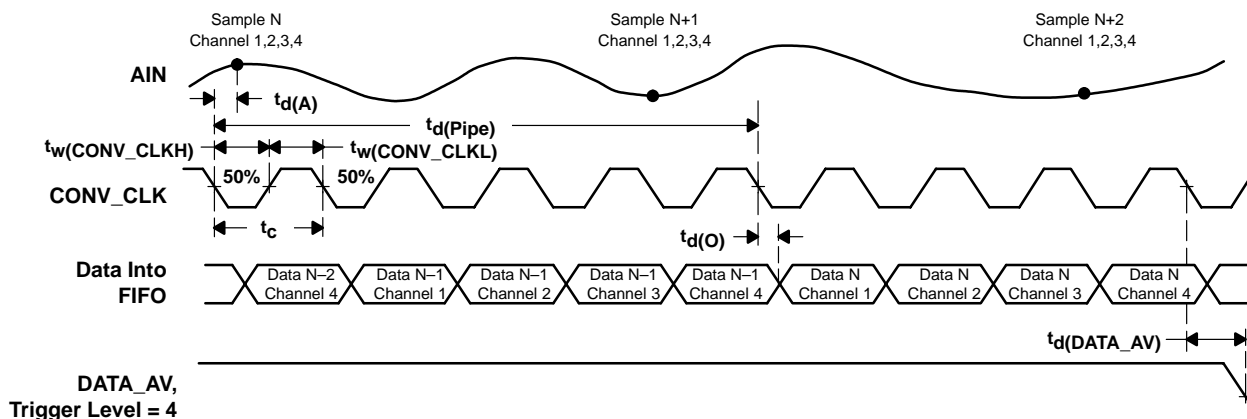 Sample N
Channel 1,2,3,4
Sample N+1
Channel 1,2,3,4
Sample N+2
Channel 1,2,3,4
AIN
td(A)
td(Pipe)
tw(CONV_CLKH)
tw(CONV_CLKL)
50%
50%
CONV_CLK
tc
td(O)
Data Into
FIFO
Data N–2
Channel 4
Data N–1
Channel 1
Data N–1
Channel 2
Data N–1
Channel 3
Data N–1
Channel 4
Data N
Channel 1
Data N
Channel 2
Data N
Channel 3
Data N
Channel 4
td(DATA_AV)
DATA_AV,
Trigger Level = 4